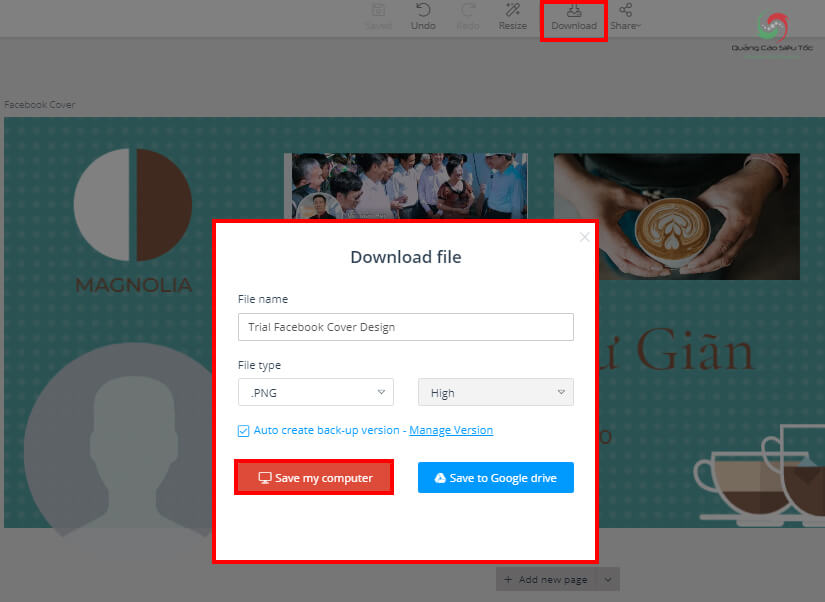 Saved Undo Redo Resize Download Share
Quảng Cáo Siêu Tốc
Facebook Cover
MAGNOLIA
Download file
File name
Trial Facebook Cover Design
File type
.PNG High
Auto create back-up version - Manage Version
Save my computer Save to Google drive
Giãn
+ Add new page